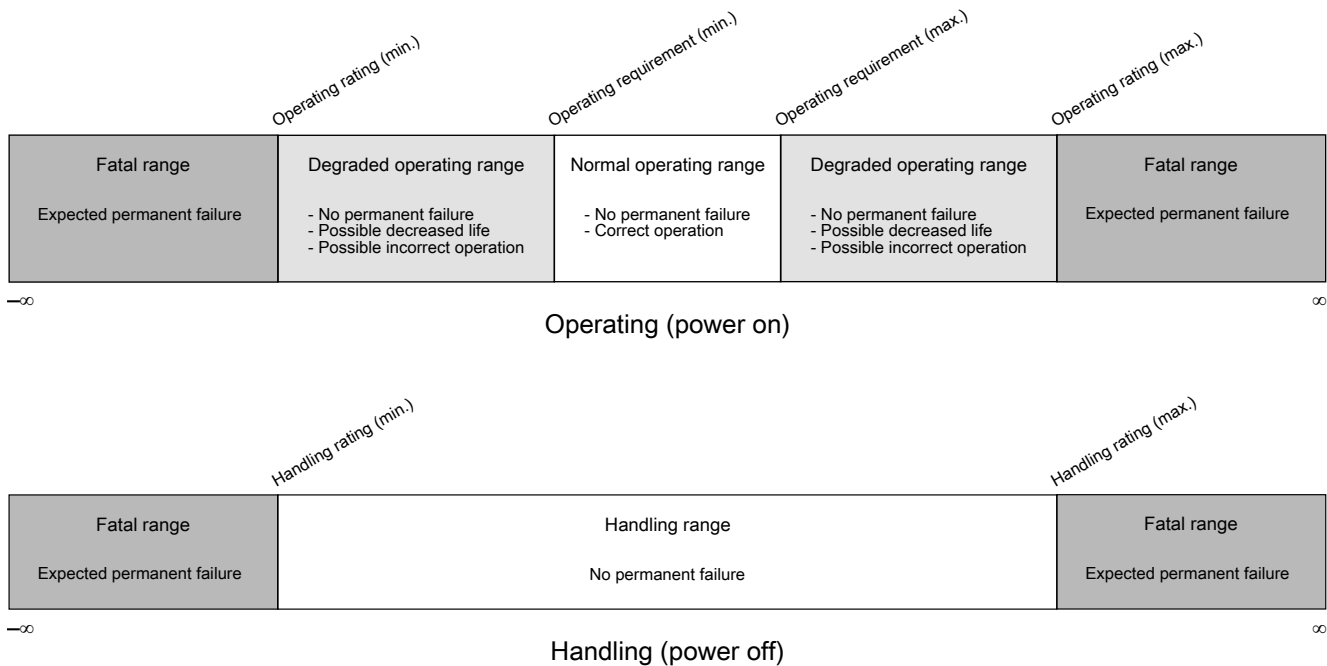 Operating rating (min.)
Operating requirement (min.)
Operating requirement (max.)
Operating rating (max.)
Fatal range
Expected permanent failure
Degraded operating range
- No permanent failure
- Possible decreased life
- Possible incorrect operation
Normal operating range
- No permanent failure
- Correct operation
Degraded operating range
- No permanent failure
- Possible decreased life
- Possible incorrect operation
Fatal range
Expected permanent failure
–∞
∞
Operating (power on)
Handling rating (min.)
Handling rating (max.)
Fatal range
Expected permanent failure
Handling range
No permanent failure
Fatal range
Expected permanent failure
–∞
∞
Handling (power off)